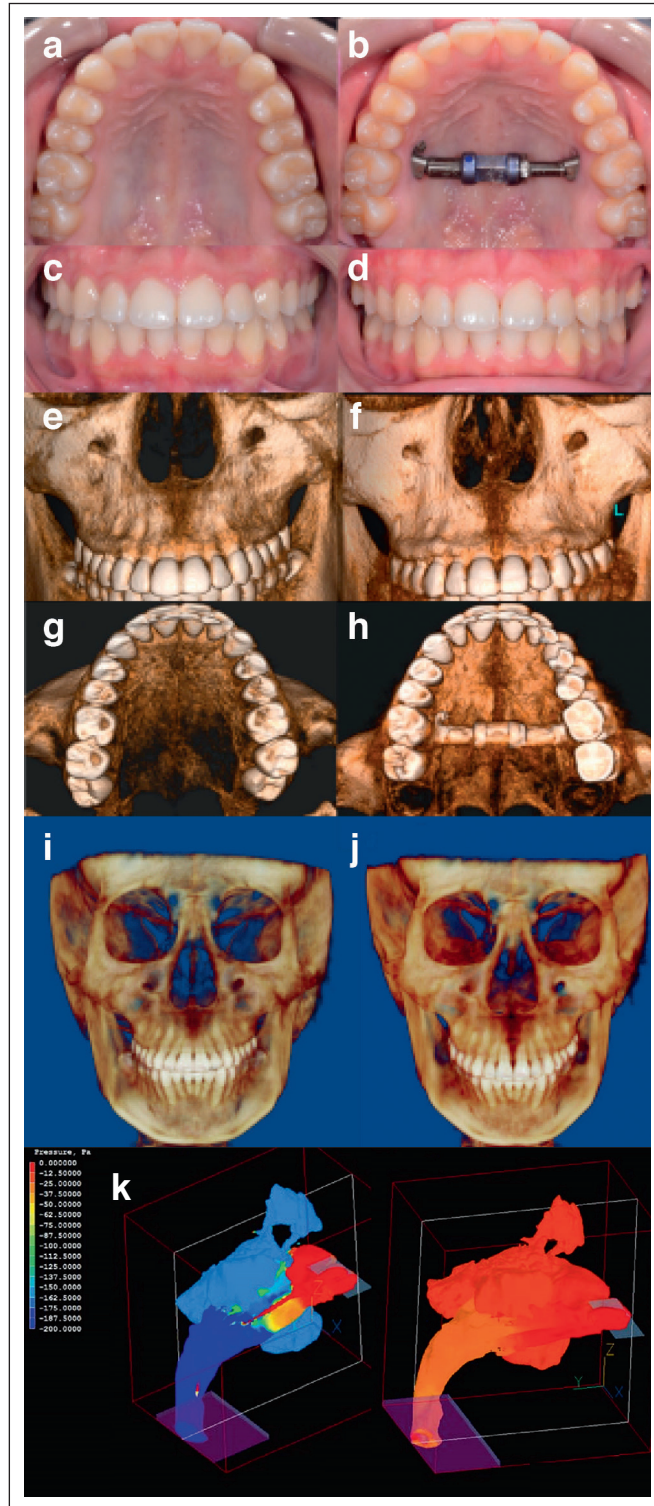 a
b
c
d
e
f
L
g
h
i
j
Pressure, Pa
k
0.000000
-12.50000
-25.00000
-37.50000
-50.00000
-62.50000
-75.00000
-87.50000
-100.0000
-112.5000
-125.0000
-137.5000
-150.0000
-162.5000
-175.0000
-187.5000
-200.0000
X
Z
Y
X